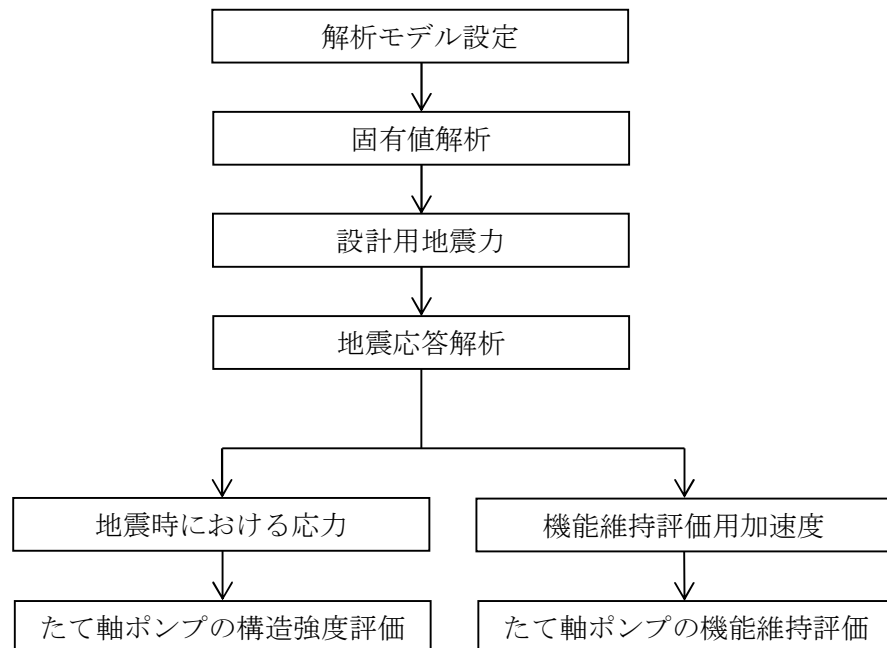 解析モデル設定
固有値解析
設計用地震力
地震応答解析
地震時における応力
機能維持評価用加速度
たて軸ポンプの構造強度評価
たて軸ポンプの機能維持評価